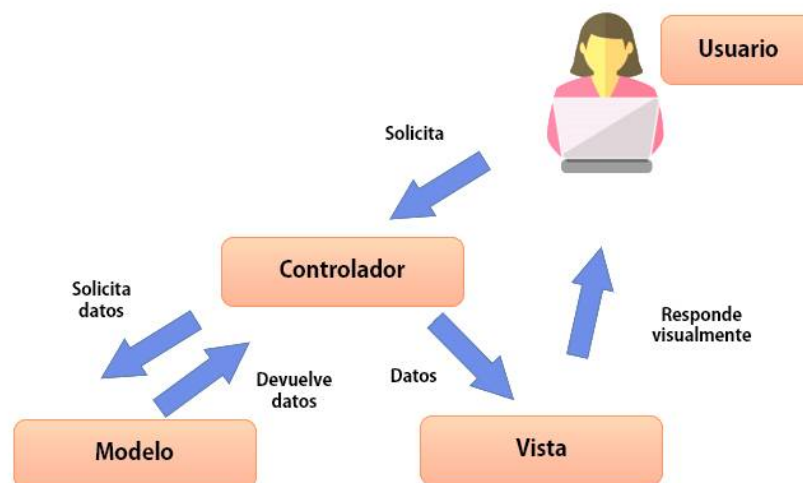 Usuario
Solicita
Controlador
Solicita
datos
Devuelve
datos
Datos
Responde
visualmente
Modelo
Vista